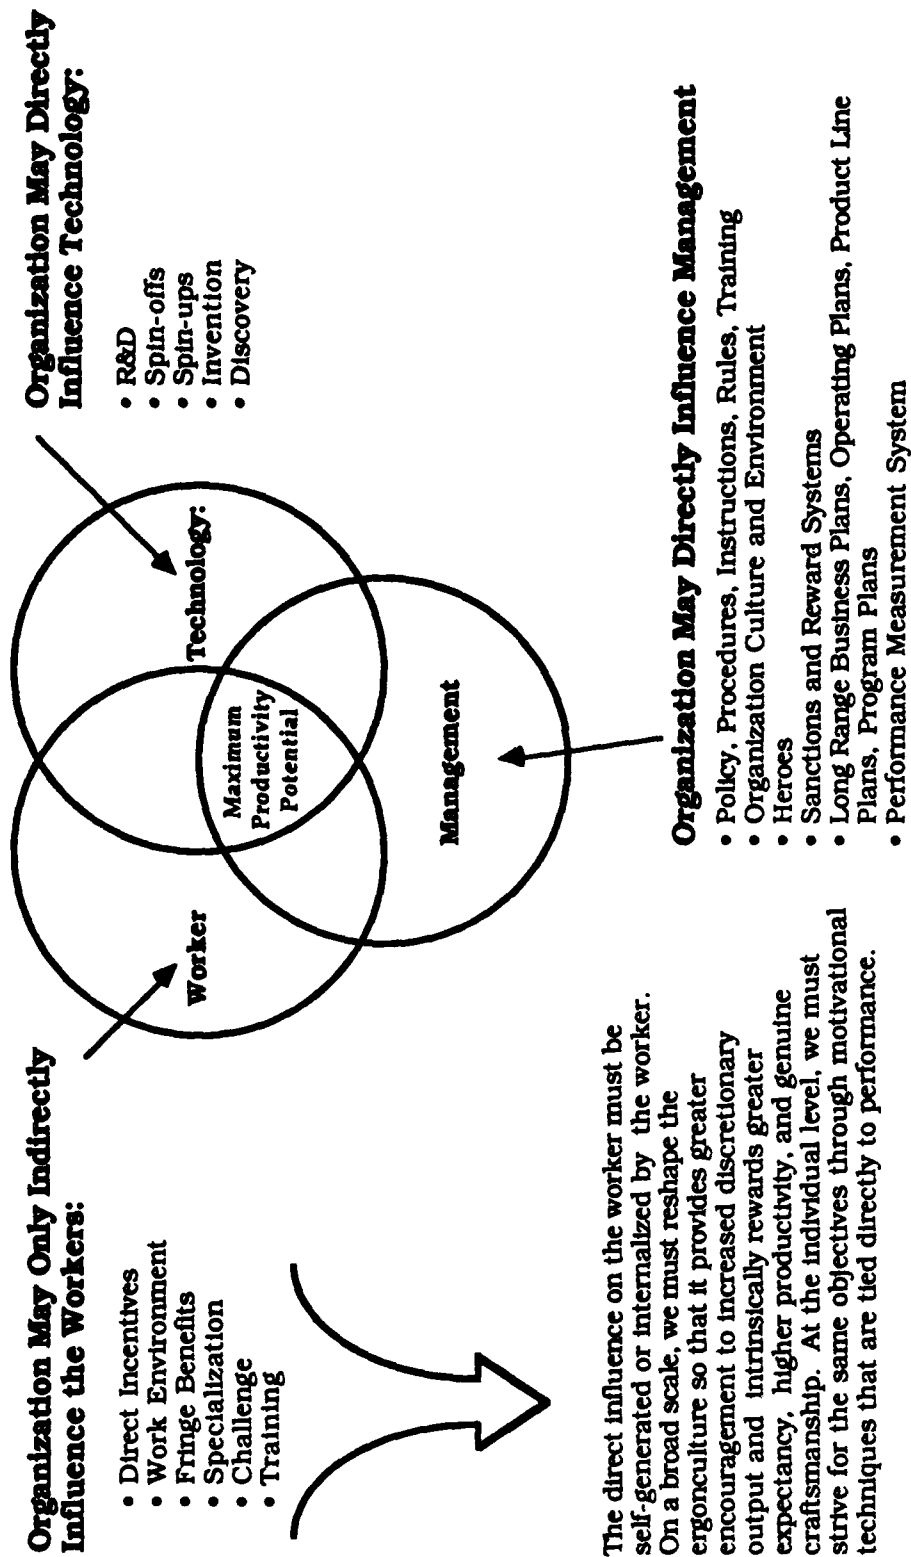 Organization May Only Indirectly
Influence the Workers:
• Direct Incentives
• Work Environment
• Fringe Benefits
• Specialization
• Challenge
• Training
Worker
Technology:
Maximum
Productivity
Potential
Management
Organization May Directly
Influence Technology:
• R&D
• Spin-offs
• Spin-ups
• Invention
• Discovery
The direct influence on the worker must be
self-generated or internalized by the worker.
On a broad scale, we must reshape the
ergonculture so that it provides greater
encouragement to increased discretionary
output and intrinsically rewards greater
expectancy, higher productivity, and genuine
craftsmanship. At the individual level, we must
strive for the same objectives through motivational
techniques that are tied directly to performance.
Organization May Directly Influence Management
• Policy, Procedures, Instructions, Rules, Training
• Organization Culture and Environment
• Heroes
• Sanctions and Reward Systems
• Long Range Business Plans, Operating Plans, Product Line
Plans, Program Plans
• Performance Measurement System